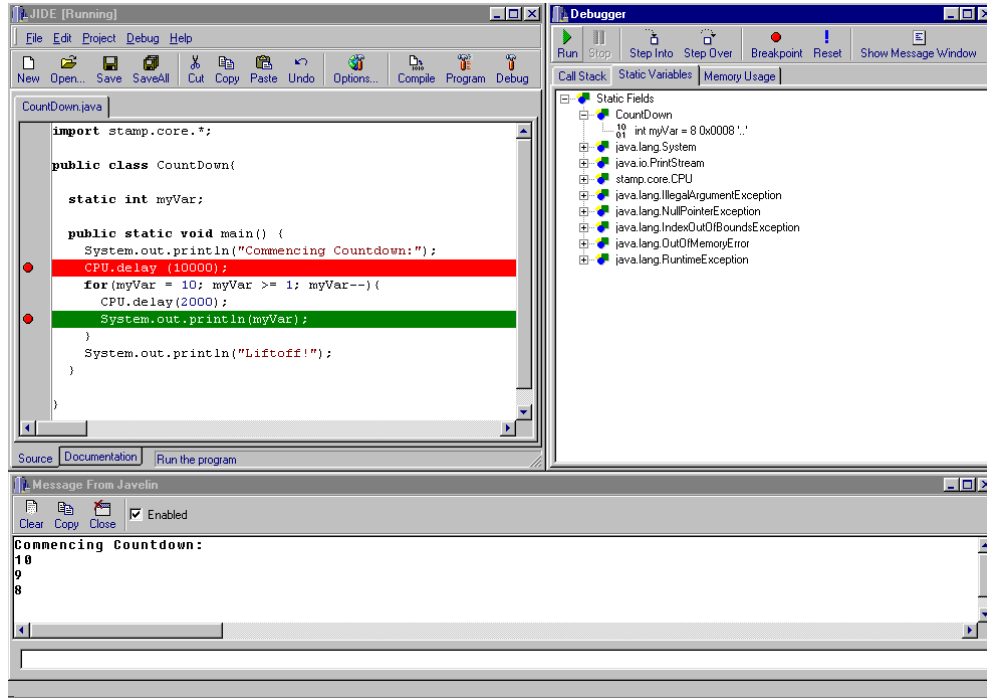 JIDE [Running]
File Edit Project Debug Help
New Open... Save SaveAll Cut Copy Paste Undo Options... Compile Program Debug
CountDown.java
import stamp.core.*;
public class CountDown{
static int myVar;
public static void main() {
System.out.println("Commencing Countdown:");
CPU.delay (10000);
for(myVar = 10; myVar >= 1; myVar--){
CPU.delay(2000);
System.out.println(myVar);
}
System.out.println("Liftoff!");
}
}
Source Documentation Run the program
Debugger
Run Stop Step Into Step Over Breakpoint Reset Show Message Window
Call Stack Static Variables Memory Usage
Static Fields
CountDown
10 01 int myVar = 8 0x0008 '..'
java.lang.System
java.io.PrintStream
stamp.core.CPU
java.lang.IllegalArgumentException
java.lang.NullPointerException
java.lang.IndexOutOfBoundsException
java.lang.OutOfMemoryError
java.lang.RuntimeException
Message From Javelin
Clear Copy Close Enabled
Commencing Countdown:
10
9
8